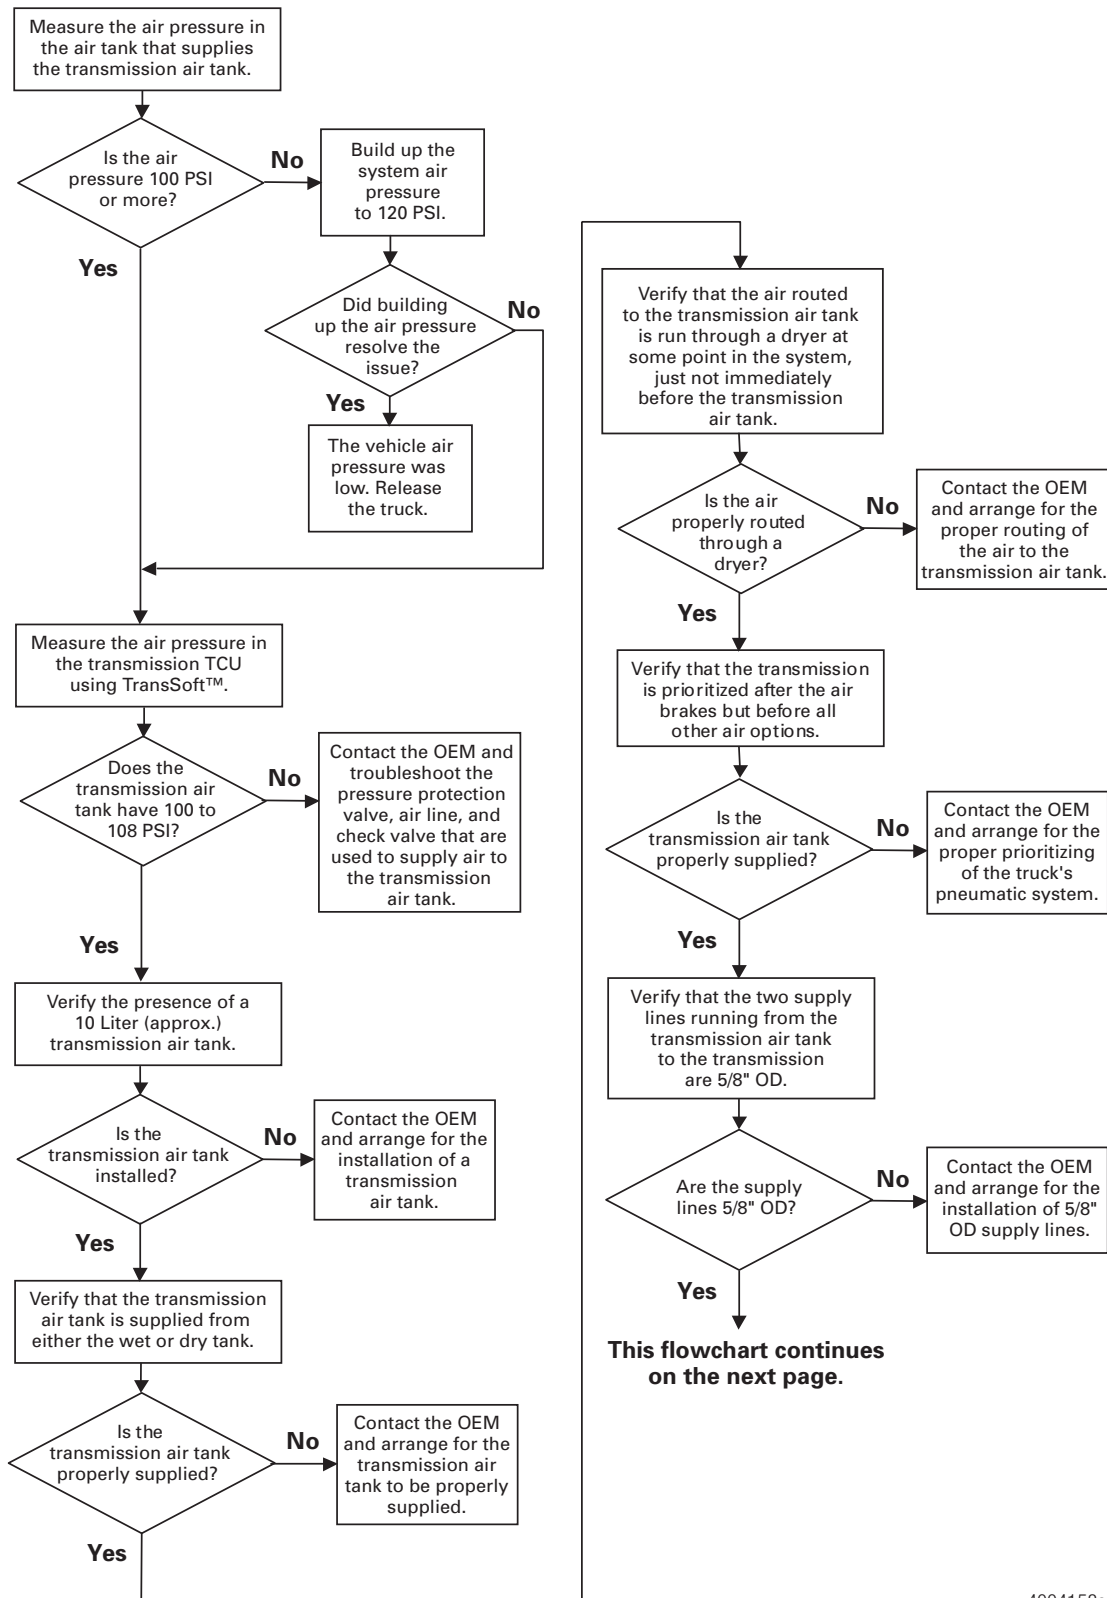 Measure the air pressure in
the air tank that supplies
the transmission air tank.
Is the air
pressure 100 PSI
or more?
No
Build up the
system air
pressure
to 120 PSI.
Yes
Did building
up the air pressure
resolve the
issue?
No
Yes
The vehicle air
pressure was
low. Release
the truck.
Measure the air pressure in
the transmission TCU
using TransSoft™.
Does the
transmission air
tank have 100 to
108 PSI?
No
Contact the OEM and
troubleshoot the
pressure protection
valve, air line, and
check valve that are
used to supply air to
the transmission
air tank.
Yes
Verify the presence of a
10 Liter (approx.)
transmission air tank.
Is the
transmission air tank
installed?
No
Contact the OEM
and arrange for the
installation of a
transmission
air tank.
Yes
Verify that the transmission
air tank is supplied from
either the wet or dry tank.
Is the
transmission air tank
properly supplied?
No
Contact the OEM
and arrange for the
transmission air
tank to be properly
supplied.
Yes
Verify that the air routed
to the transmission air tank
is run through a dryer at
some point in the system,
just not immediately
before the transmission
air tank.
Is the air
properly routed
through a
dryer?
No
Contact the OEM
and arrange for the
proper routing of
the air to the
transmission air tank.
Yes
Verify that the transmission
is prioritized after the air
brakes but before all
other air options.
Is the
transmission air tank
properly supplied?
No
Contact the OEM
and arrange for the
proper prioritizing
of the truck's
pneumatic system.
Yes
Verify that the two supply
lines running from the
transmission air tank
to the transmission
are 5/8" OD.
Are the supply
lines 5/8" OD?
No
Contact the OEM
and arrange for the
installation of 5/8"
OD supply lines.
Yes
This flowchart continues
on the next page.